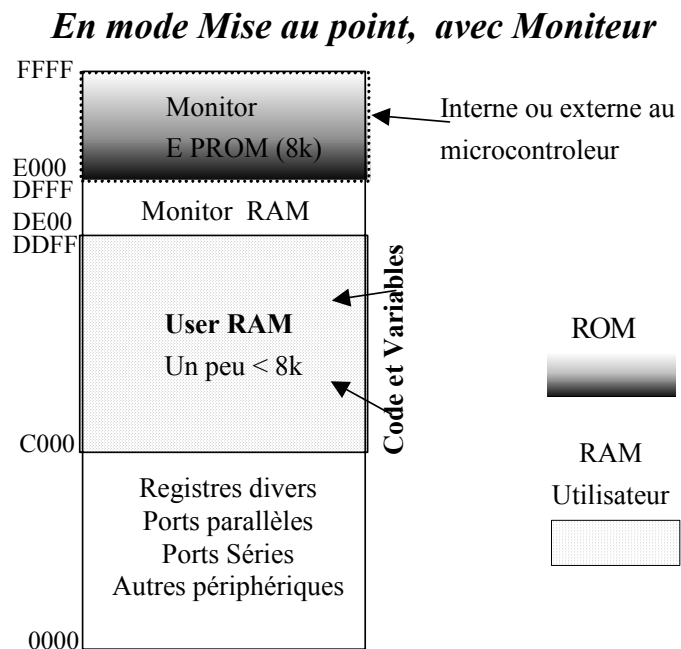 En mode Mise au point, avec Moniteur
FFFF
Monitor
E PROM (8k)
Interne ou externe au
microcontroleur
E000
DFFF
Monitor RAM
DE00
DDFF
User RAM
Un peu < 8k
Code et Variables
ROM
C000
RAM
Utilisateur
Registres divers
Ports parallèles
Ports Séries
Autres périphériques
0000